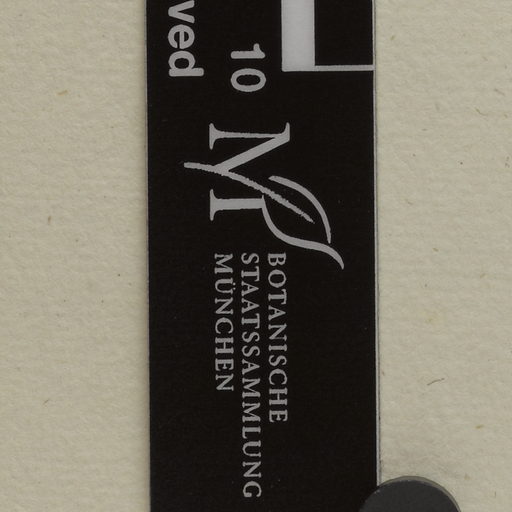 10
ved
M
BOTANISCHE
STAATSSAMMLUNG
MÜNCHEN